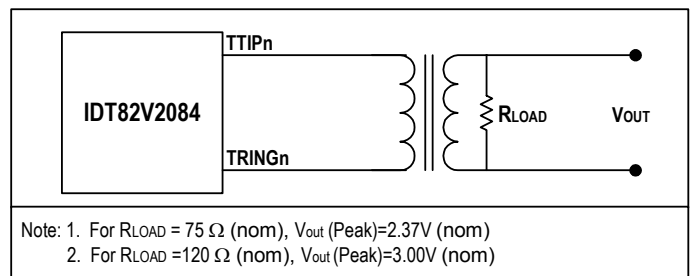 TTIPn
IDT82V2084
RLOAD
VOUT
TRINGn
Note: 1. For RLOAD = 75 Ω (nom), Vout (Peak)=2.37V (nom)
2. For RLOAD =120 Ω (nom), Vout (Peak)=3.00V (nom)